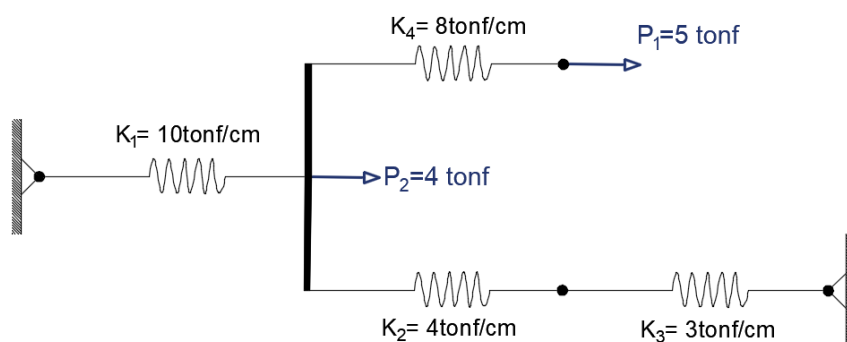 K₄= 8tonf/cm
P₁=5 tonf
K₁= 10tonf/cm
P₂=4 tonf
K₂= 4tonf/cm
K₃= 3tonf/cm